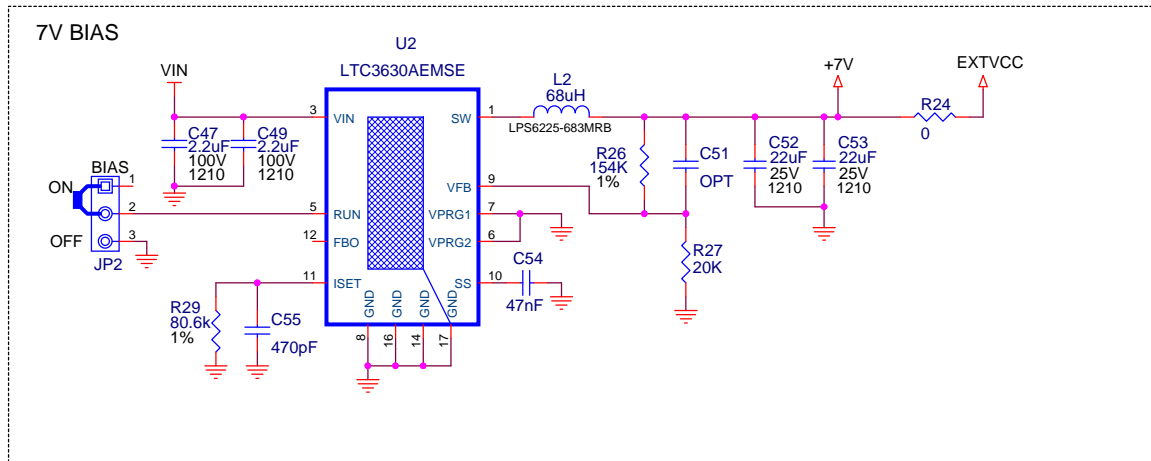 7V BIAS
U2
LTC3630AEMSE
VIN
+7V
EXTVCC
L2
68uH
LPS6225-683MRB
R24
0
3
VIN
SW
1
C47
2.2uF
100V
1210
C49
2.2uF
100V
1210
R26
154K
1%
C51
OPT
C52
22uF
25V
1210
C53
22uF
25V
1210
BIAS
ON
1
2
OFF
3
JP2
5
RUN
VFB
9
12
FBO
VPRG1
7
VPRG2
6
11
ISET
SS
10
C54
47nF
R27
20K
R29
80.6k
1%
C55
470pF
GND
GND
GND
GND
8
16
14
17